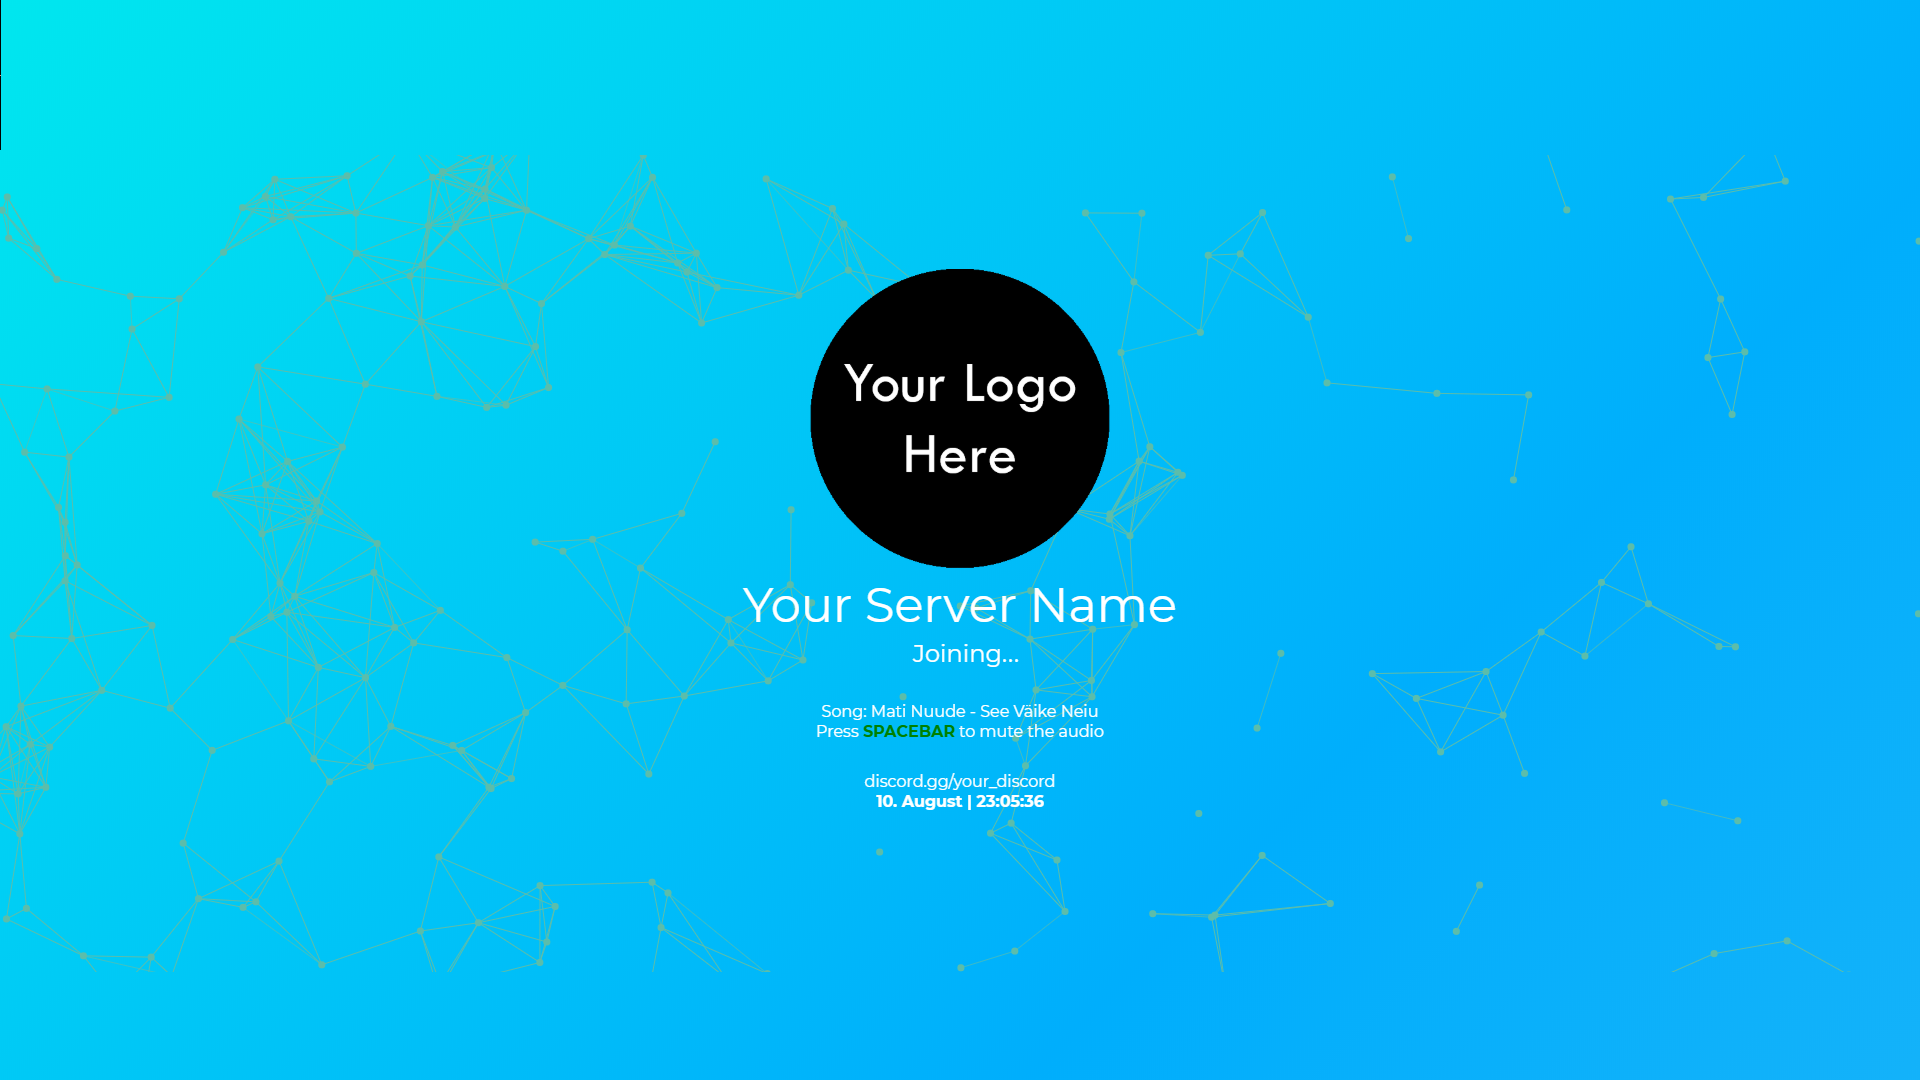 Your Logo
Here
Your Server Name
Joining...
Song: Mati Nuude - See Väike Neiu
Press SPACEBAR to mute the audio
discord.gg/your_discord
10. August | 23:05:36